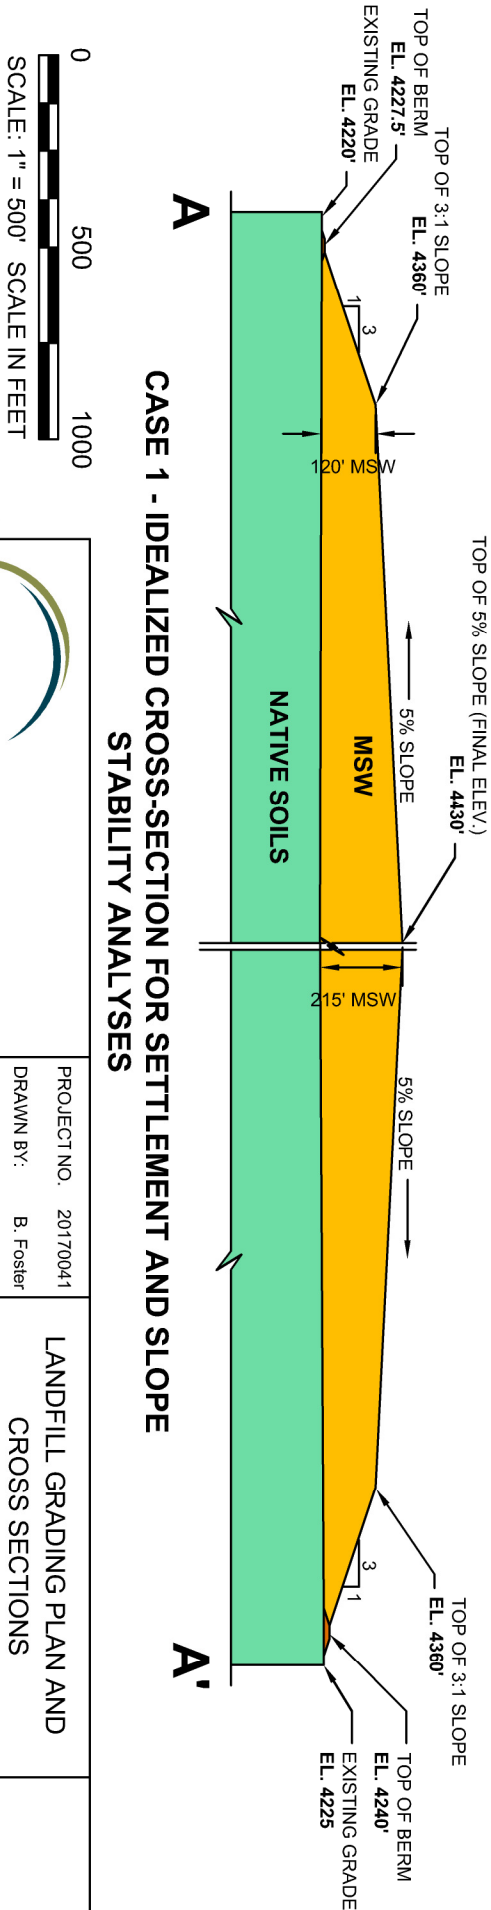 TOP OF 5% SLOPE (FINAL ELEV.)
EL. 4430'
TOP OF 3:1 SLOPE
EL. 4360'
TOP OF BERM
EL. 4227.5'
EXISTING GRADE
EL. 4220'
1
3
120' MSW
5% SLOPE
MSW
215' MSW
5% SLOPE
3
1
TOP OF 3:1 SLOPE
EL. 4360'
TOP OF BERM
EL. 4240'
EXISTING GRADE
EL. 4225
NATIVE SOILS
A
A'
CASE 1 - IDEALIZED CROSS-SECTION FOR SETTLEMENT AND SLOPE
STABILITY ANALYSES
0
500
1000
SCALE: 1" = 500' SCALE IN FEET
PROJECT NO. 20170041
DRAWN BY: B. Foster
LANDFILL GRADING PLAN AND
CROSS SECTIONS